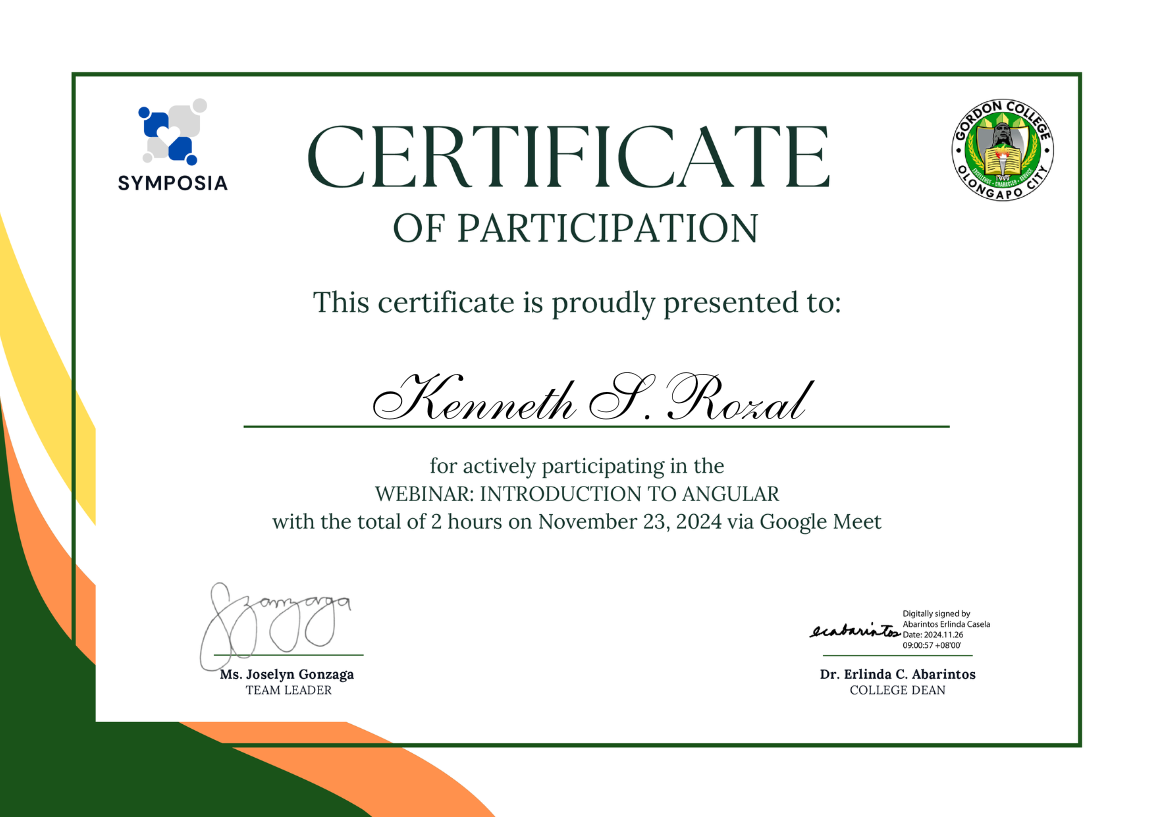 SYMPOSIA
GORDON COLLEGE
OLONGAPO CITY
CERTIFICATE
OF PARTICIPATION
This certificate is proudly presented to:
Kenneth S. Rozal
for actively participating in the
WEBINAR: INTRODUCTION TO ANGULAR
with the total of 2 hours on November 23, 2024 via Google Meet
Gonzaga
Ms. Joselyn Gonzaga
TEAM LEADER
ecabarintos
Digitally signed by
Abarintos Erlinda Casela
Date: 2024.11.26
09:00:57 +08'00'
Dr. Erlinda C. Abarintos
COLLEGE DEAN